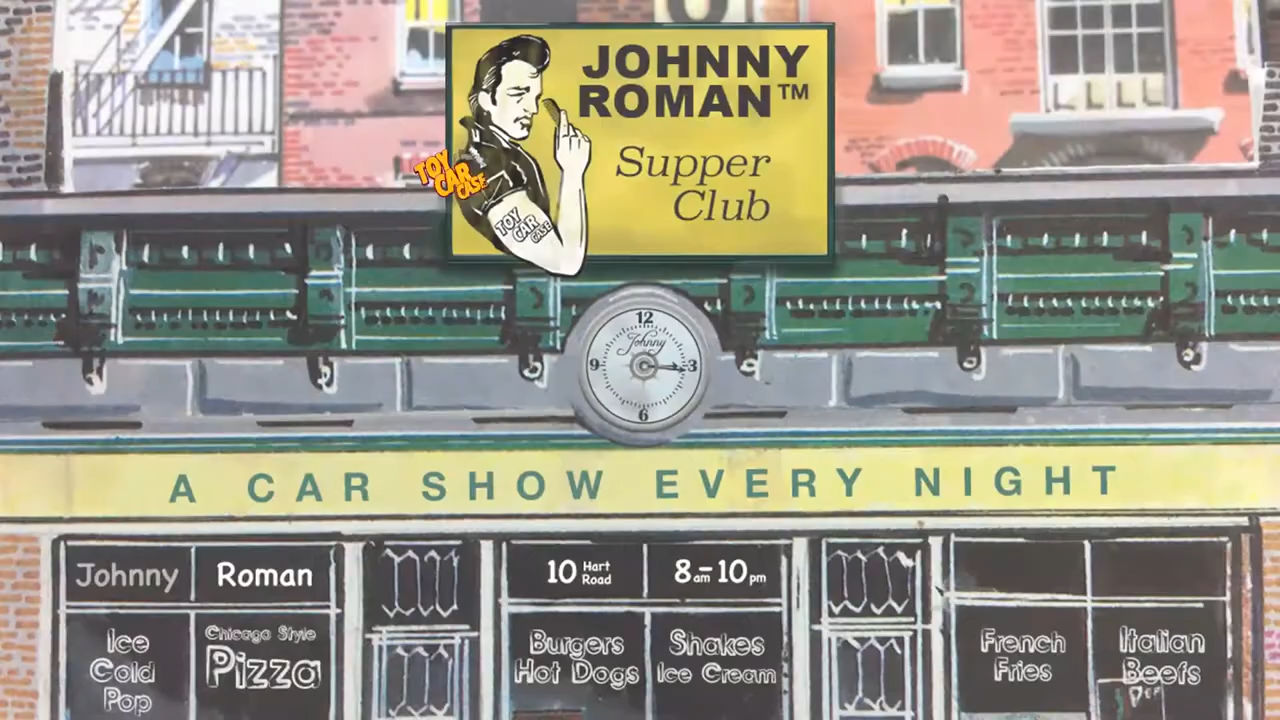 JOHNNY
ROMAN™
Supper
Club
TOY
CAR
CASE
TOY
CAR
CASE
12
Johnny
9
3
6
A CAR SHOW EVERY NIGHT
Johnny
Roman
10 Hart Road
8am-10pm
Ice
Cold
Pop
Chicago Style
Pizza
Burgers
Hot Dogs
Shakes
Ice Cream
French
Fries
Italian
Beefs